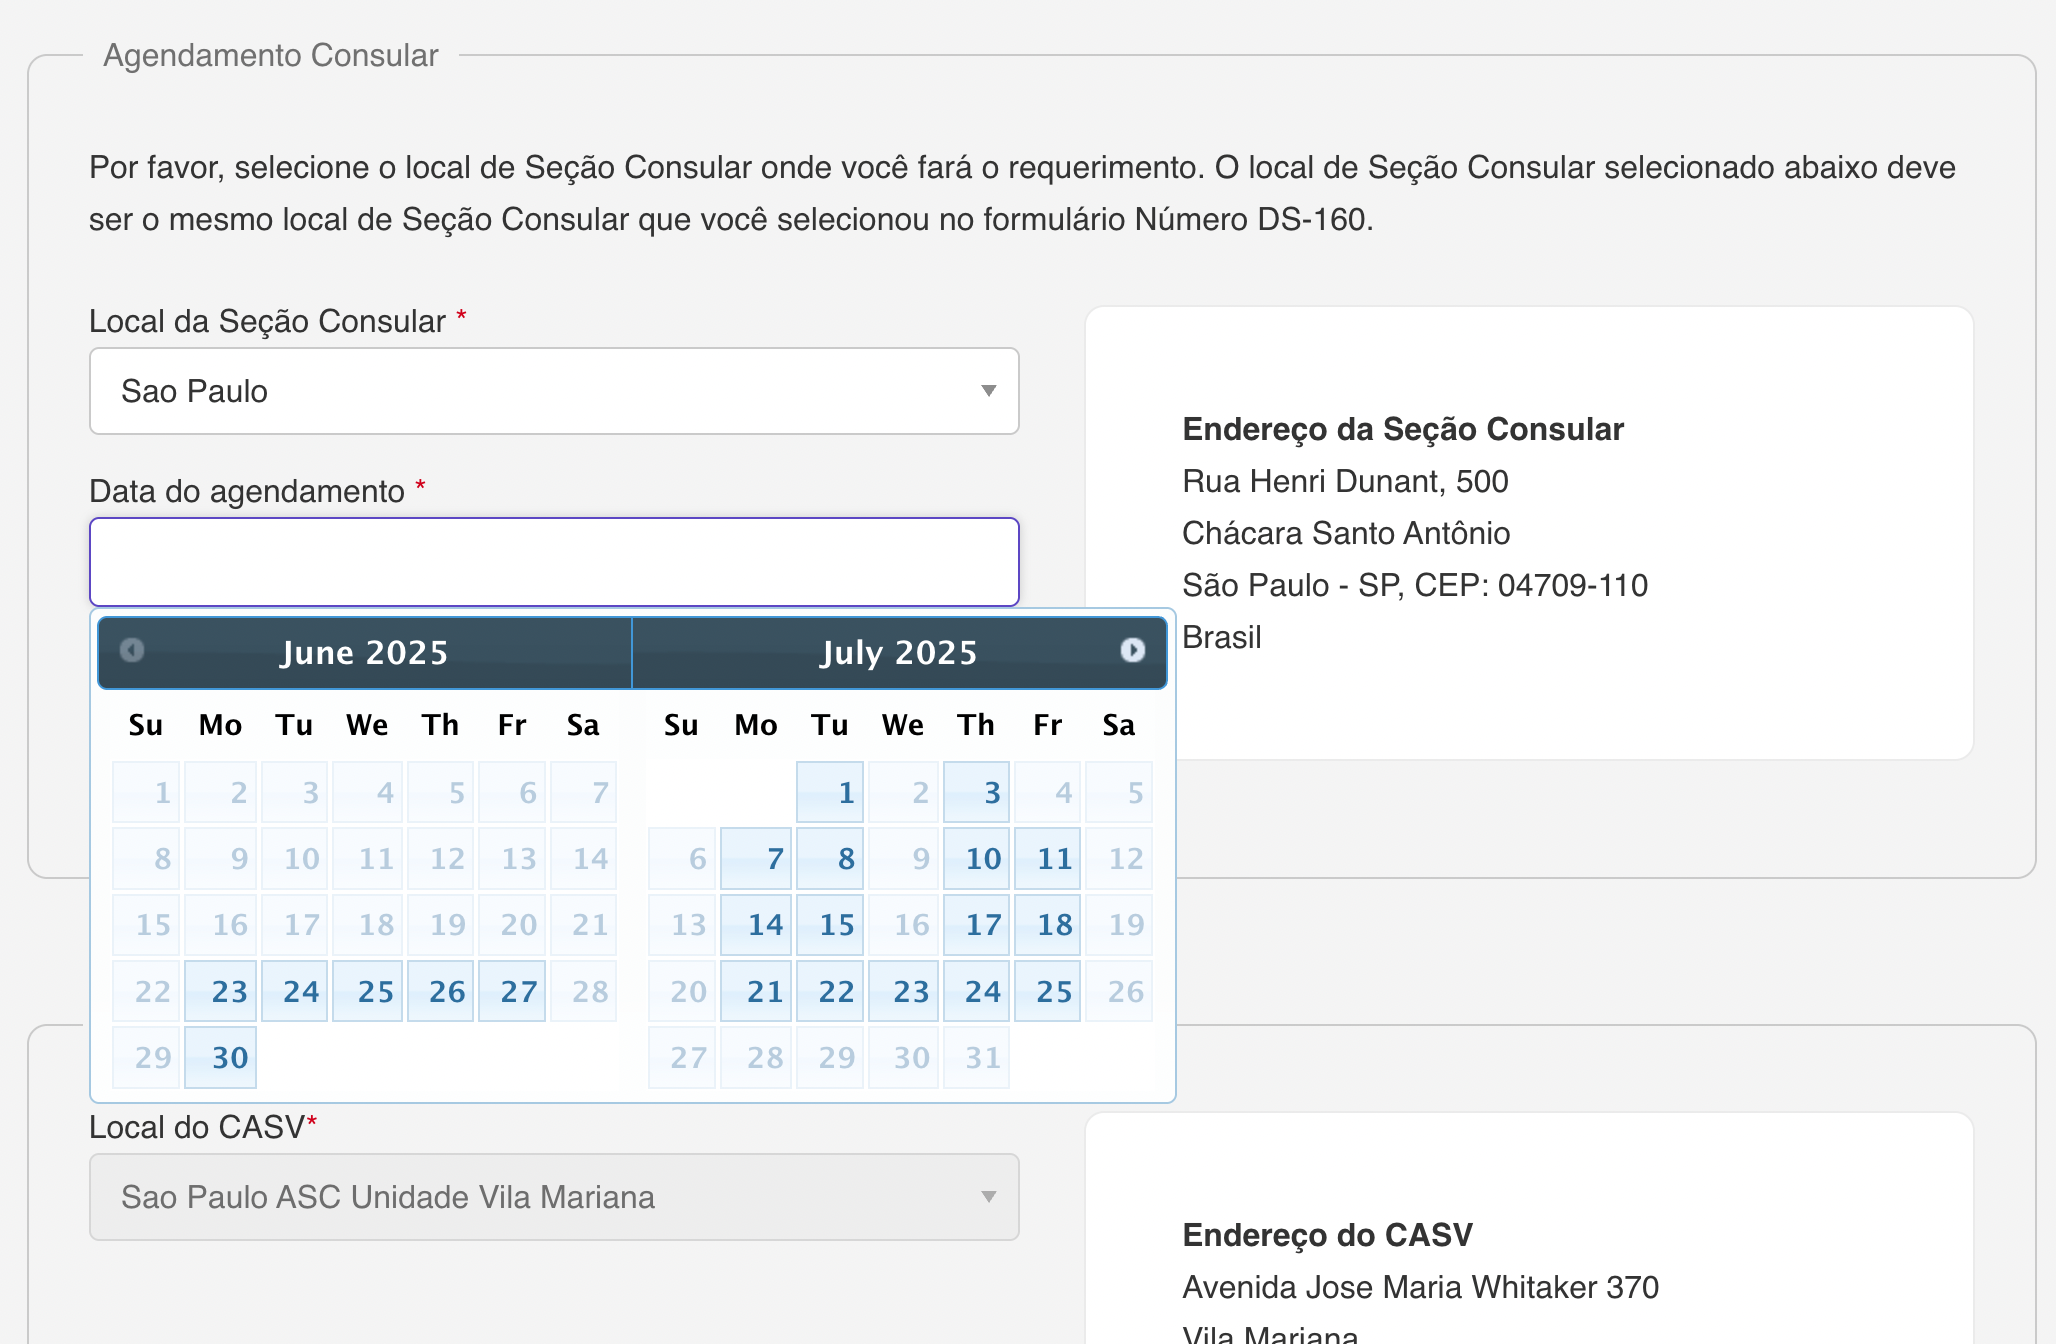 Agendamento Consular
Por favor, selecione o local de Seção Consular onde você fará o requerimento. O local de Seção Consular selecionado abaixo deve
ser o mesmo local de Seção Consular que você selecionou no formulário Número DS-160.
Local da Seção Consular *
Sao Paulo
Data do agendamento *
Endereço da Seção Consular
Rua Henri Dunant, 500
Chácara Santo Antônio
São Paulo - SP, CEP: 04709-110
Brasil
June 2025
Su Mo Tu We Th Fr Sa
1 2 3 4 5 6 7
8 9 10 11 12 13 14
15 16 17 18 19 20 21
22 23 24 25 26 27 28
29 30
July 2025
Su Mo Tu We Th Fr Sa
1 2 3 4 5
6 7 8 9 10 11 12
13 14 15 16 17 18 19
20 21 22 23 24 25 26
27 28 29 30 31
Local do CASV*
Sao Paulo ASC Unidade Vila Mariana
Endereço do CASV
Avenida Jose Maria Whitaker 370
Vila Mariana